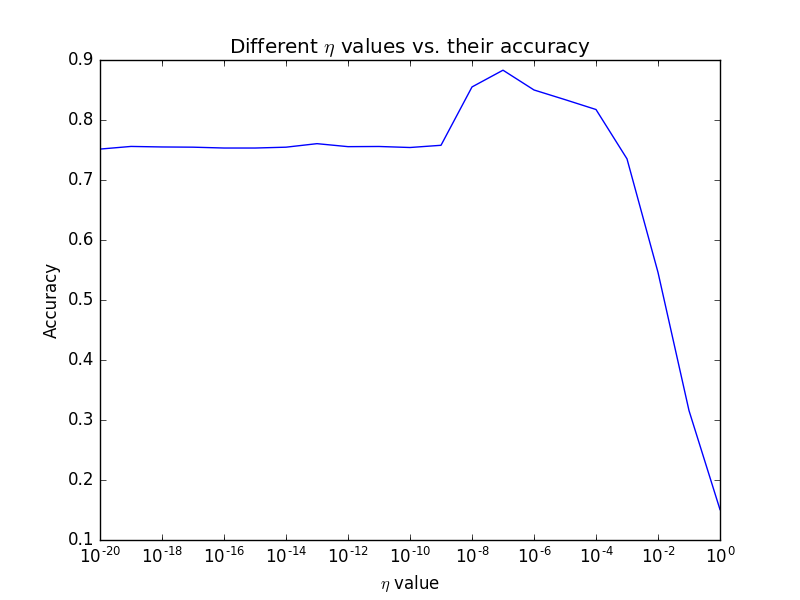 Different η values vs. their accuracy
0.9
0.8
0.7
0.6
0.5
0.4
0.3
0.2
0.1
Accuracy
10⁻²⁰ 10⁻¹⁸ 10⁻¹⁶ 10⁻¹⁴ 10⁻¹² 10⁻¹⁰ 10⁻⁸ 10⁻⁶ 10⁻⁴ 10⁻² 10⁰
η value